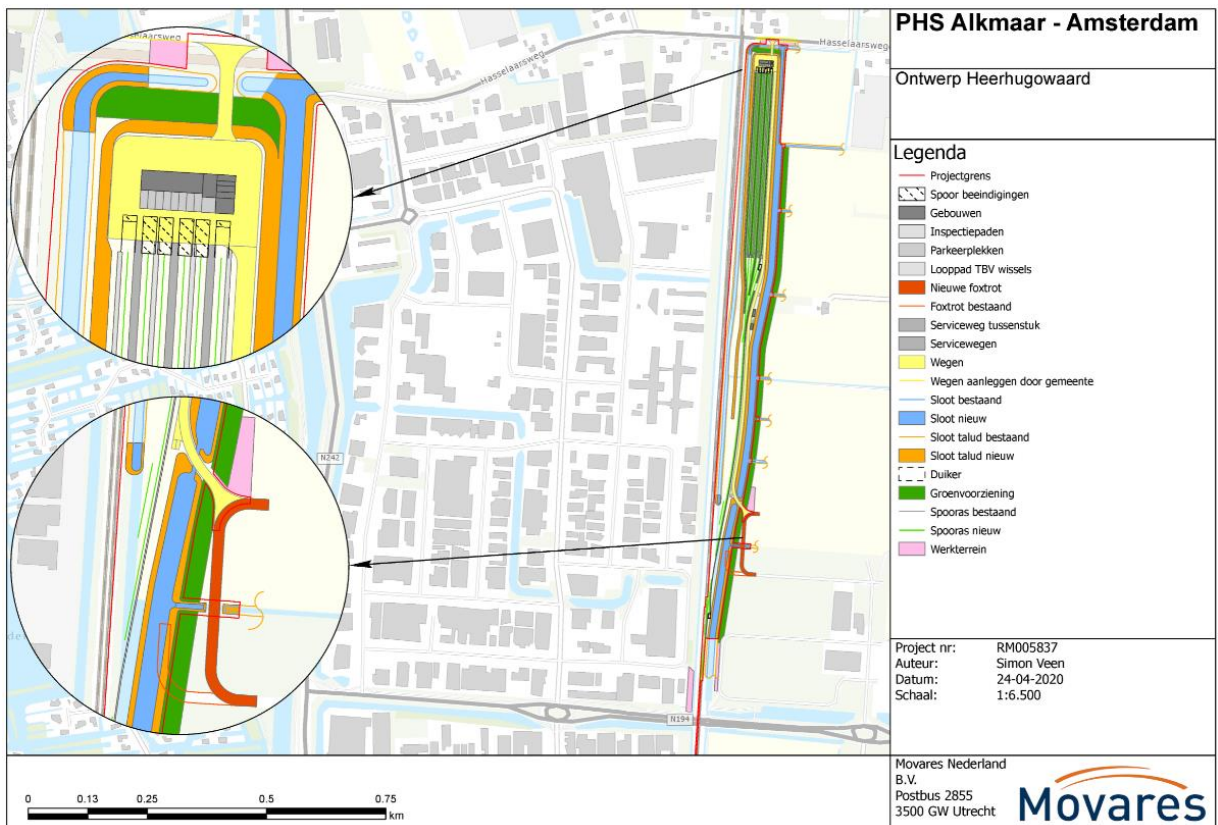 PHS Alkmaar - Amsterdam
Ontwerp Heerhugowaard
Legenda
Projectgrens
Spoor beeindigingen
Gebouwen
Inspectiepaden
Parkeerplekken
Looppad TBV wissels
Nieuwe foxtrot
Foxtrot bestaand
Serviceweg tussenstuk
Servicewegen
Wegen
Wegen aanleggen door gemeente
Sloot bestaand
Sloot nieuw
Sloot talud bestaand
Sloot talud nieuw
Duiker
Groenvoorziening
Spooras bestaand
Spooras nieuw
Werkterrein
Project nr: RM005837
Auteur: Simon Veen
Datum: 24-04-2020
Schaal: 1:6.500
Movares Nederland
B.V.
Postbus 2855
3500 GW Utrecht
Movares
Hasselaarsweg
Hasselaarsweg
N242
N194
0 0.13 0.25 0.5 0.75
km